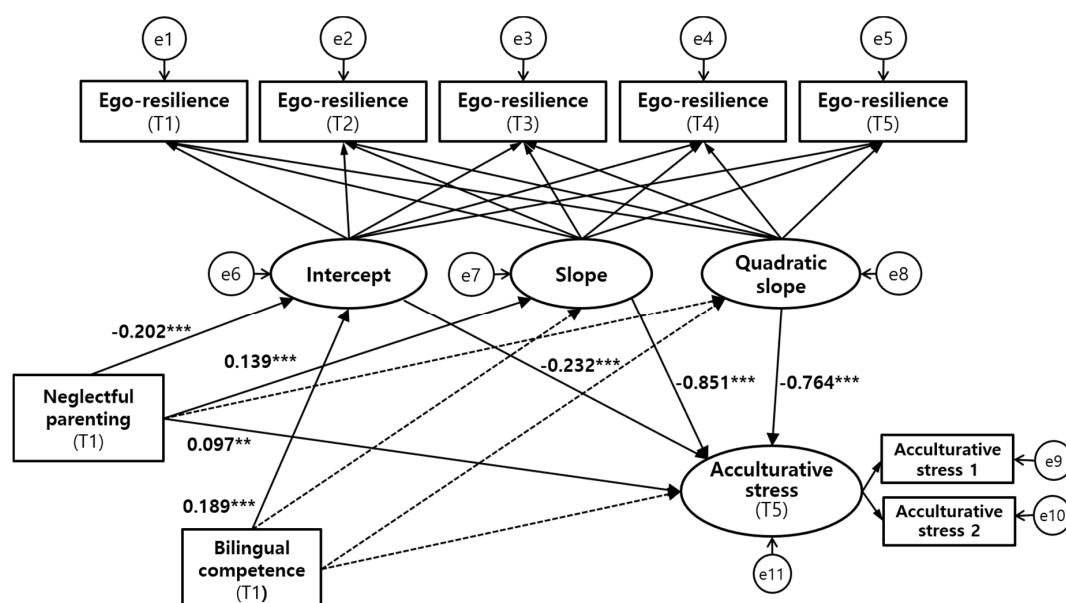 e1
e2
e3
e4
e5
Ego-resilience
(T1)
Ego-resilience
(T2)
Ego-resilience
(T3)
Ego-resilience
(T4)
Ego-resilience
(T5)
e6
Intercept
e7
Slope
Quadratic
slope
e8
-0.202***
0.139***
-0.232***
-0.851***
-0.764***
Neglectful
parenting
(T1)
0.097**
0.189***
Acculturative
stress
(T5)
Acculturative
stress 1
e9
Acculturative
stress 2
e10
Bilingual
competence
(T1)
e11